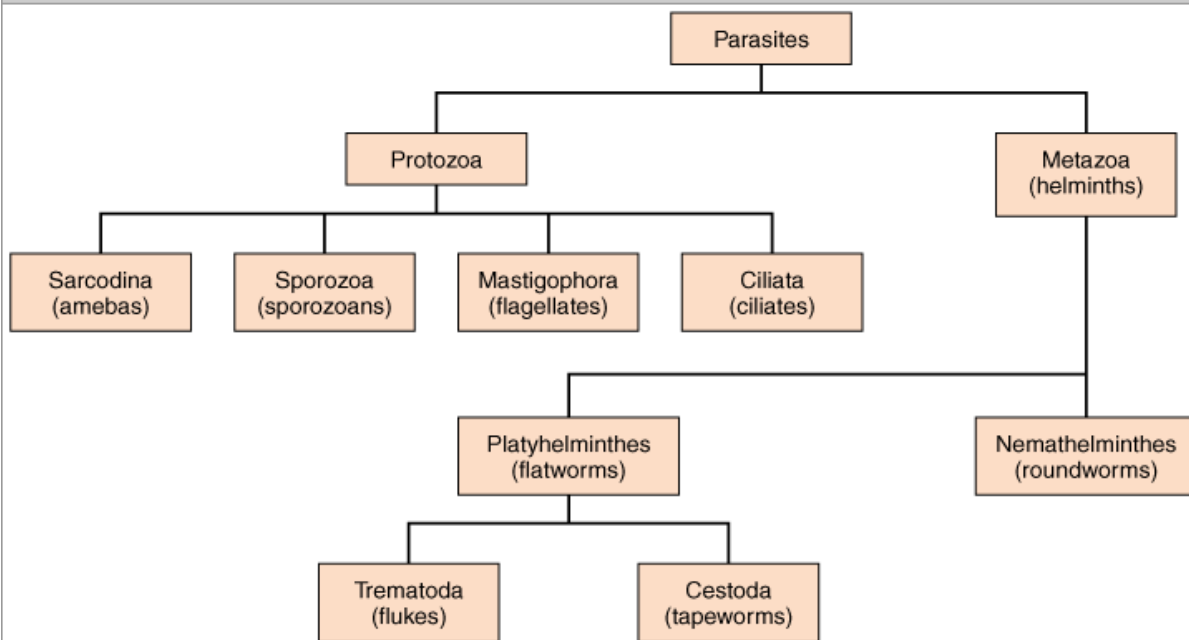 Parasites
Protozoa
Metazoa
(helminths)
Sarcodina
(amebas)
Sporozoa
(sporozoans)
Mastigophora
(flagellates)
Ciliata
(ciliates)
Platyhelminthes
(flatworms)
Nemathelminthes
(roundworms)
Trematoda
(flukes)
Cestoda
(tapeworms)